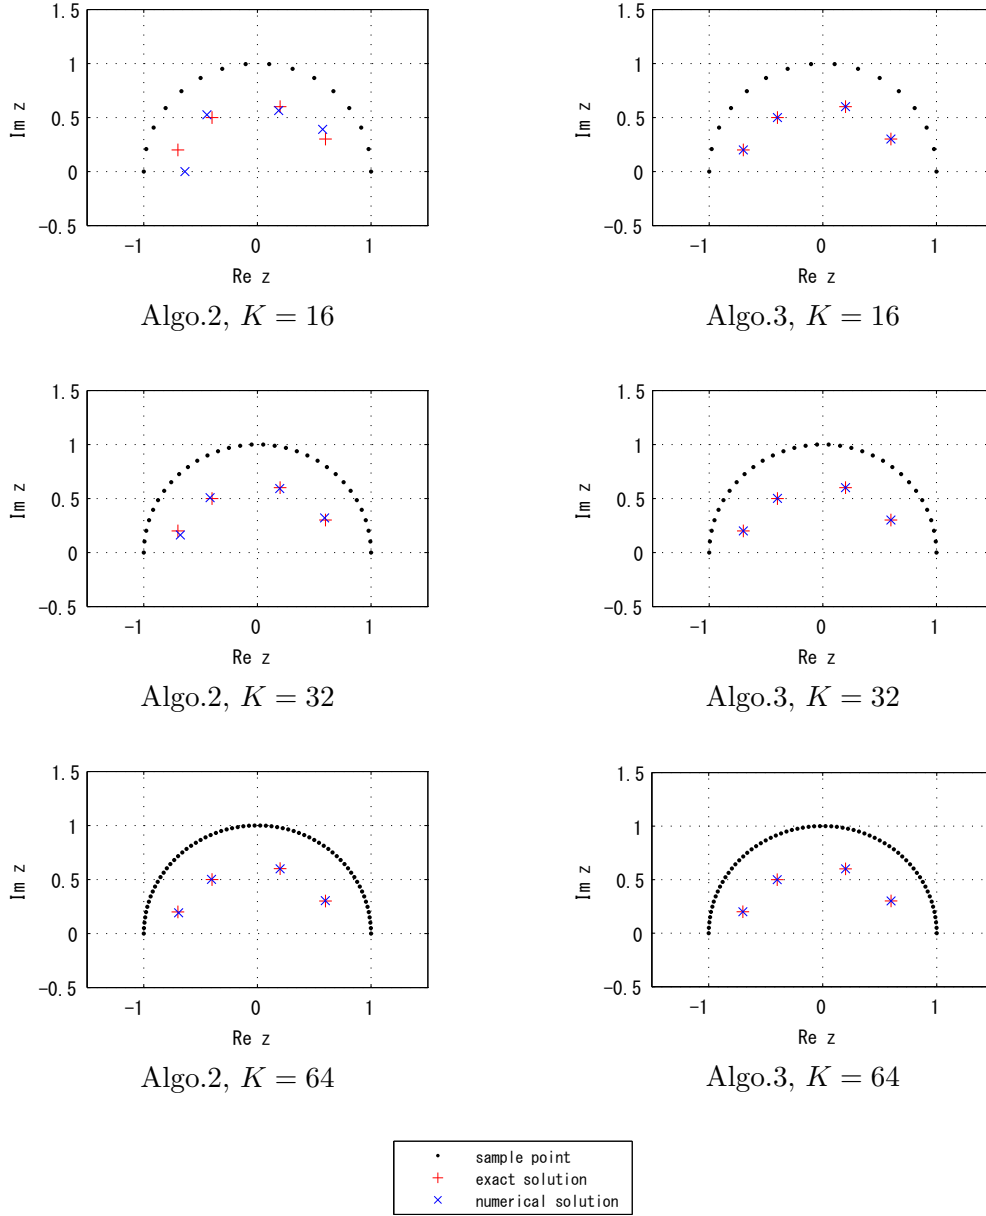 1.5
1
0.5
0
-0.5
Im z
-1
0
1
Re z
Algo.2, K = 16
1.5
1
0.5
0
-0.5
Im z
-1
0
1
Re z
Algo.3, K = 16
1.5
1
0.5
0
-0.5
Im z
-1
0
1
Re z
Algo.2, K = 32
1.5
1
0.5
0
-0.5
Im z
-1
0
1
Re z
Algo.3, K = 32
1.5
1
0.5
0
-0.5
Im z
-1
0
1
Re z
Algo.2, K = 64
1.5
1
0.5
0
-0.5
Im z
-1
0
1
Re z
Algo.3, K = 64
sample point
exact solution
numerical solution